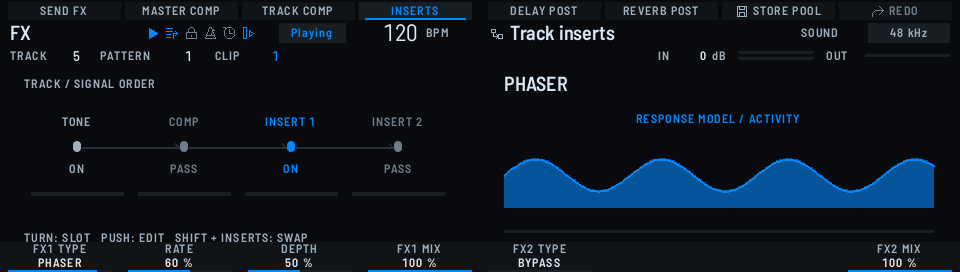 SEND FX MASTER COMP TRACK COMP INSERTS DELAY POST REVERB POST STORE POOL REDO
FX Playing 120 BPM Track inserts SOUND 48 kHz
TRACK 5 PATTERN 1 CLIP 1 IN 0 dB OUT
TRACK / SIGNAL ORDER
PHASER
TONE COMP INSERT 1 INSERT 2
RESPONSE MODEL / ACTIVITY
ON PASS ON PASS
TURN: SLOT PUSH: EDIT SHIFT + INSERTS: SWAP
FX1 TYPE RATE DEPTH FX1 MIX FX2 TYPE FX2 MIX
PHASER 60 % 50 % 100 % BYPASS 100 %